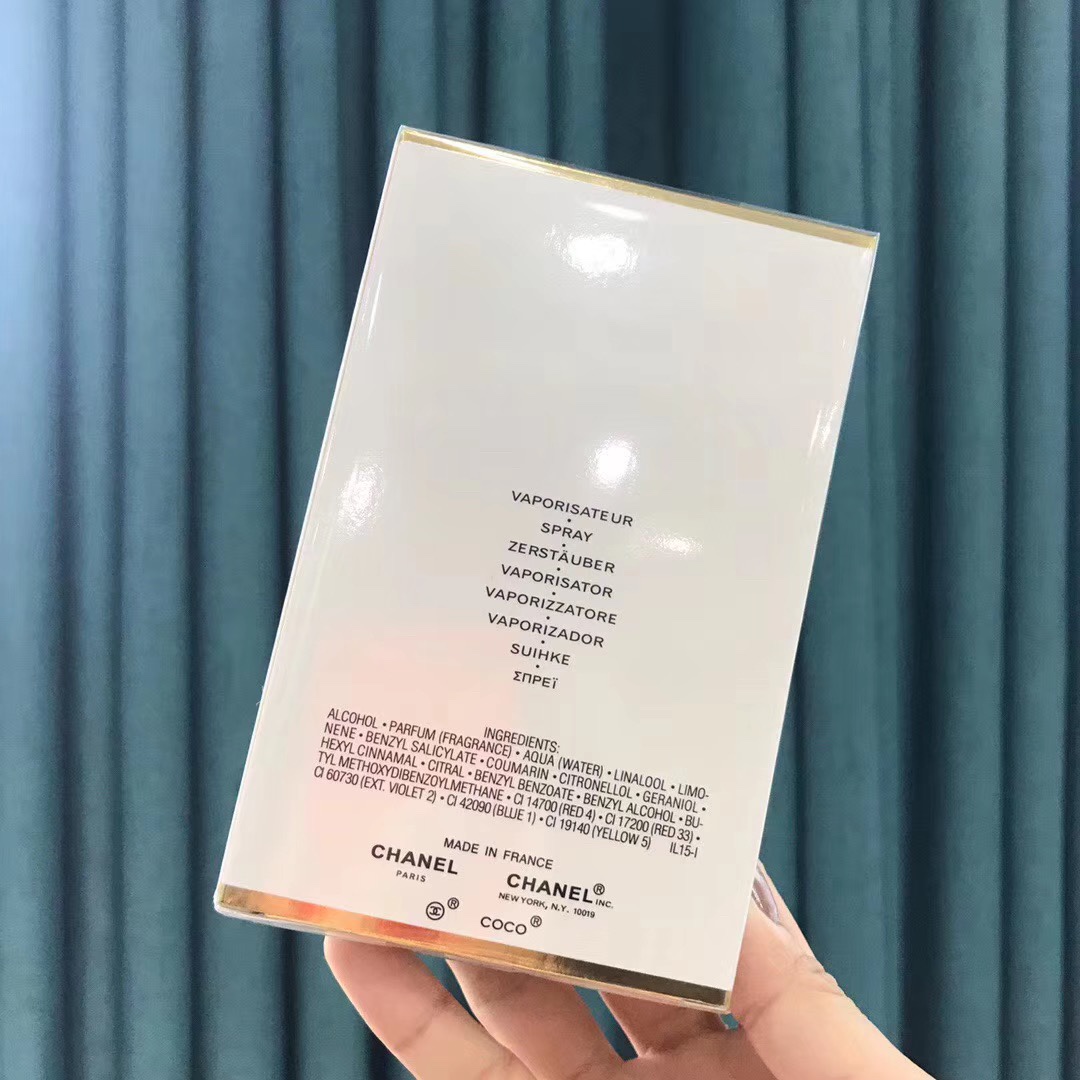 VAPORISATEUR
•
SPRAY
•
ZERSTÄUBER
•
VAPORISATOR
•
VAPORIZZATORE
•
VAPORIZADOR
•
SUIHKE
•
ΣΠΡΕΪ
INGREDIENTS:
ALCOHOL • PARFUM (FRAGRANCE) • AQUA (WATER) • LINALOOL • LIMO-
NENE • BENZYL SALICYLATE • COUMARIN • CITRONELLOL • GERANIOL •
HEXYL CINNAMAL • CITRAL • BENZYL BENZOATE • BENZYL ALCOHOL • BU-
TYL METHOXYDIBENZOYLMETHANE • CI 14700 (RED 4) • CI 17200 (RED 33) •
CI 60730 (EXT. VIOLET 2) • CI 42090 (BLUE 1) • CI 19140 (YELLOW 5) IL15-I
MADE IN FRANCE
CHANEL
PARIS
CHANEL® INC.
NEW YORK, N.Y. 10019
®
COCO®